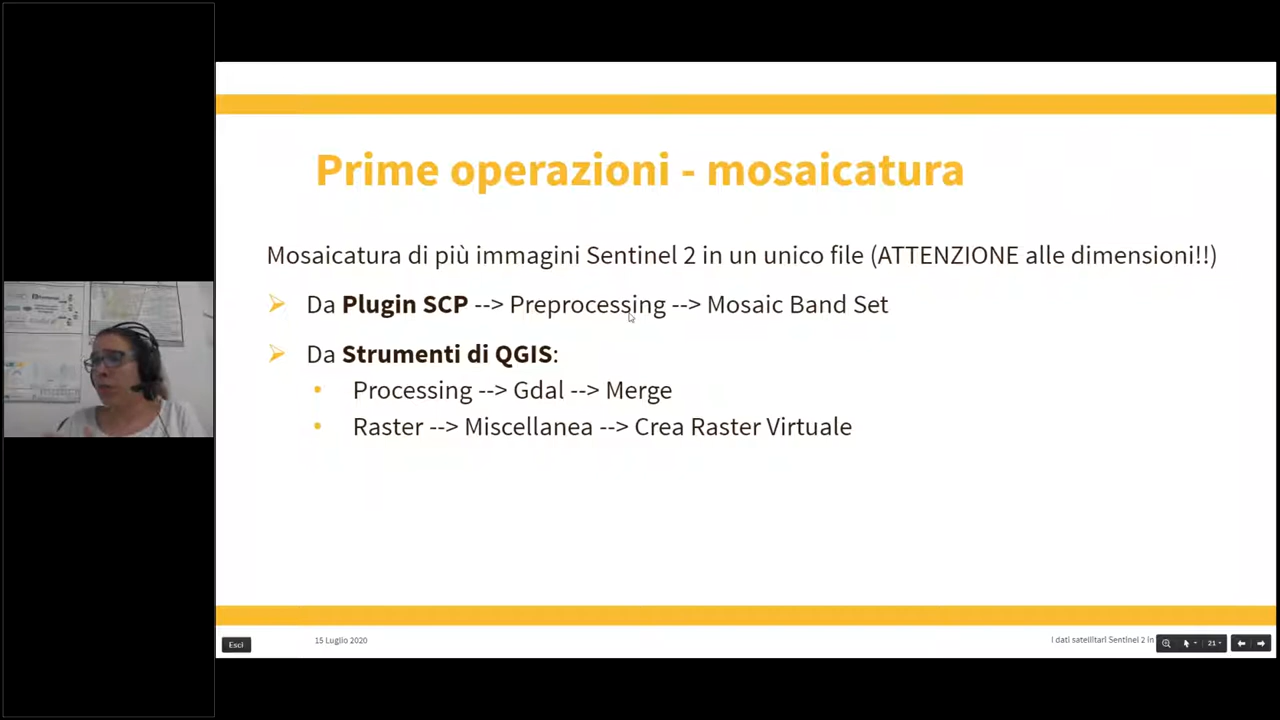 Prime operazioni - mosaicatura
Mosaicatura di più immagini Sentinel 2 in un unico file (ATTENZIONE alle dimensioni!!)
Da Plugin SCP --> Preprocessing --> Mosaic Band Set
Da Strumenti di QGIS:
Processing --> Gdal --> Merge
Raster --> Miscellanea --> Crea Raster Virtuale
Esci
15 Luglio 2020
I dati satellitari Sentinel 2 in
21